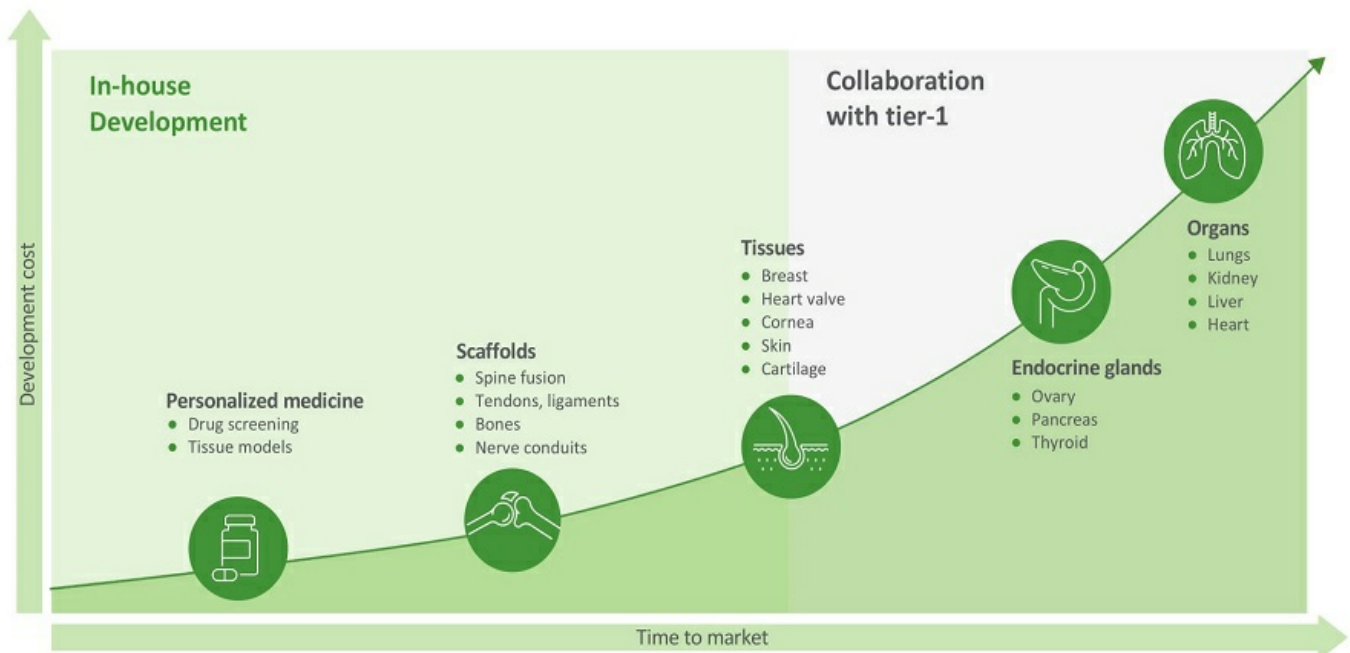 In-house
Development
Collaboration
with tier-1
Development cost
Personalized medicine
Drug screening
Tissue models
Scaffolds
Spine fusion
Tendons, ligaments
Bones
Nerve conduits
Tissues
Breast
Heart valve
Cornea
Skin
Cartilage
Endocrine glands
Ovary
Pancreas
Thyroid
Organs
Lungs
Kidney
Liver
Heart
Time to market